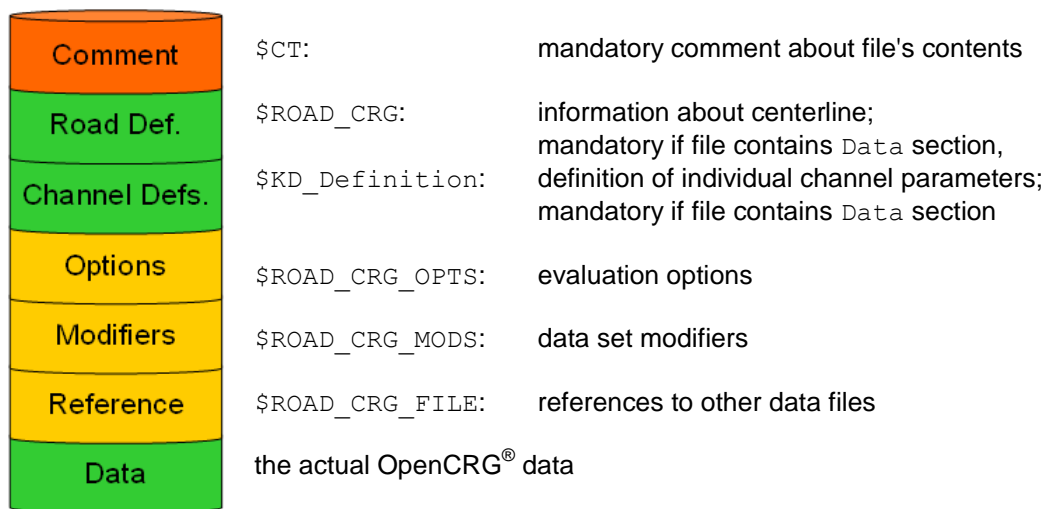 Comment $CT: mandatory comment about file's contents
Road Def. $ROAD_CRG: information about centerline;
mandatory if file contains Data section,
Channel Defs. $KD_Definition: definition of individual channel parameters;
mandatory if file contains Data section
Options $ROAD_CRG_OPTS: evaluation options
Modifiers $ROAD_CRG_MODS: data set modifiers
Reference $ROAD_CRG_FILE: references to other data files
Data the actual OpenCRG® data